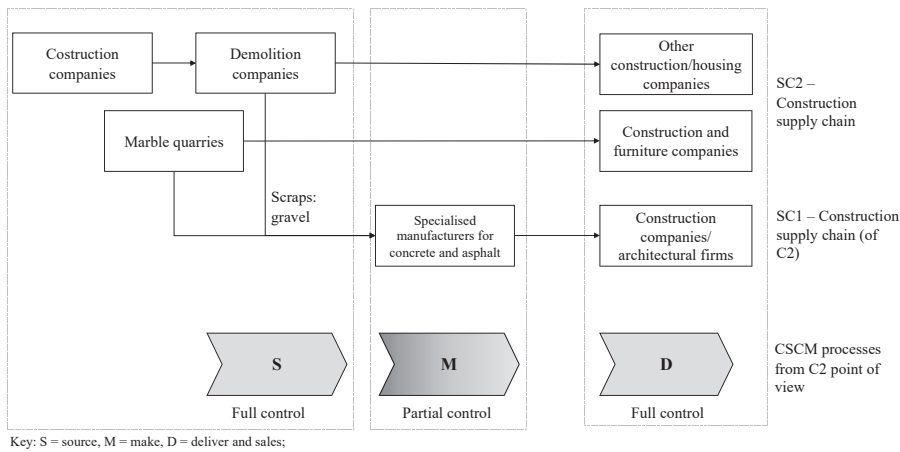 Costruction
companies
Demolition
companies
Other
construction/housing
companies
SC2 –
Construction
supply chain
Marble quarries
Construction and
furniture companies
Scraps:
gravel
Specialised
manufacturers for
concrete and asphalt
Construction
companies/
architectural firms
SC1 – Construction
supply chain (of
C2)
S
M
D
CSCM processes
from C2 point of
view
Full control
Partial control
Full control
Key: S = source, M = make, D = deliver and sales;